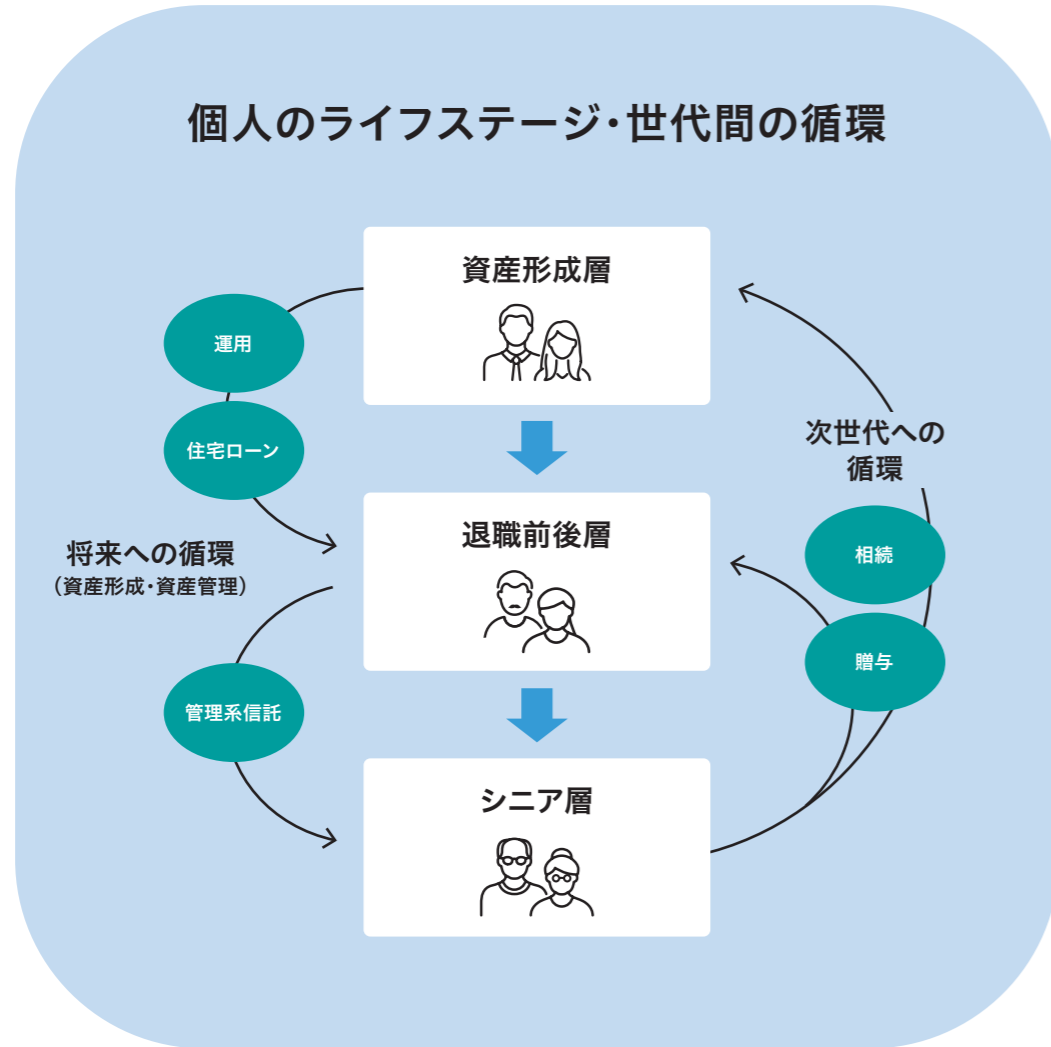 個人のライフステージ・世代間の循環
資産形成層
運用
住宅ローン
次世代への
循環
退職前後層
将来への循環
（資産形成・資産管理）
相続
贈与
管理系信託
シニア層